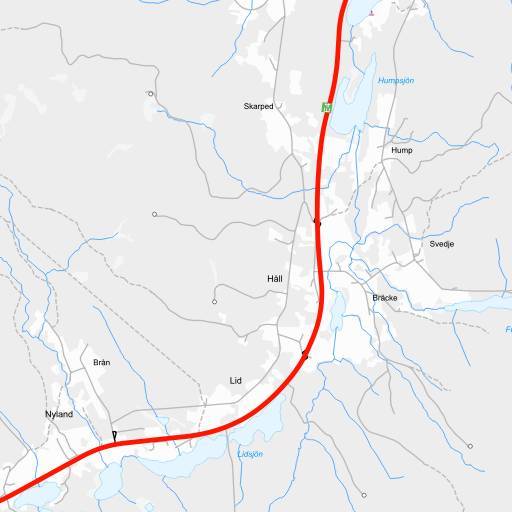 Humpsjön
Skarped
Hump
Svedje
Häll
Bräcke
Brån
Lid
Nyland
Lidsjön